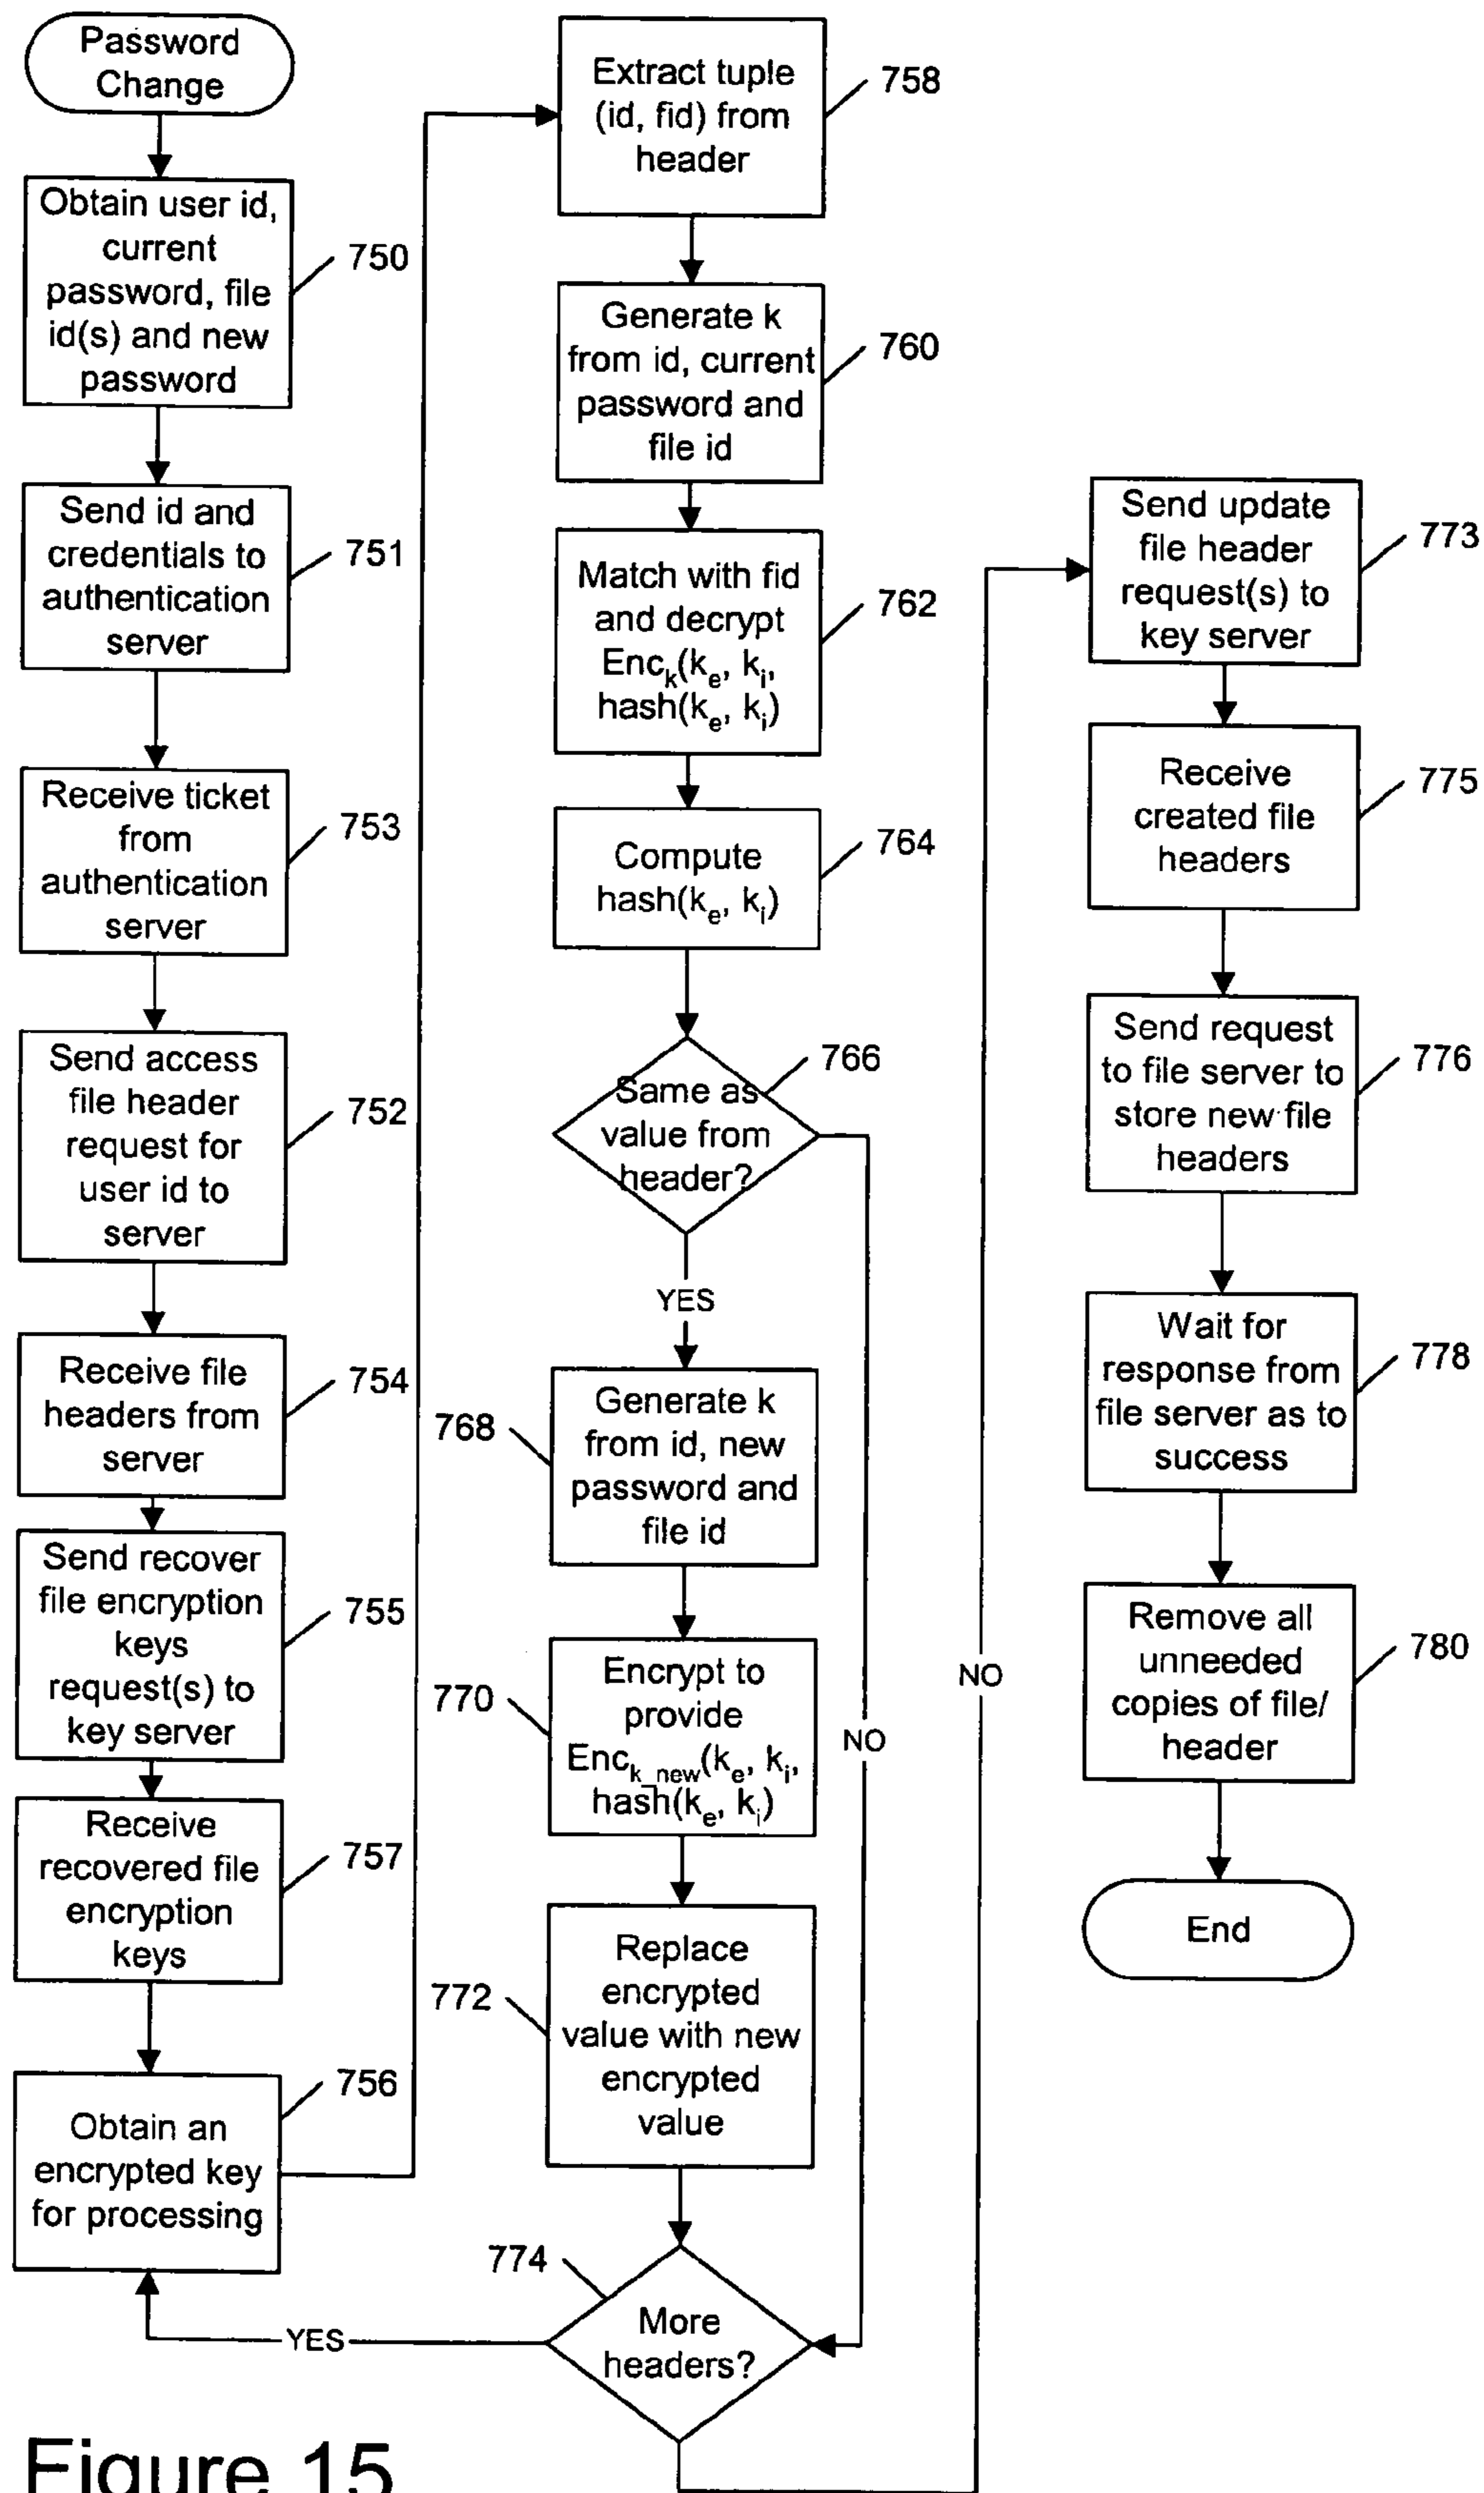 Password
Change
Obtain user id,
current
password, file
id(s) and new
password
750
Send id and
credentials to
authentication
server
751
Receive ticket
from
authentication
server
753
Send access
file header
request for
user id to
server
752
Receive file
headers from
server
754
Send recover
file encryption
keys
request(s) to
key server
755
Receive
recovered file
encryption
keys
757
Obtain an
encrypted key
for processing
756
Extract tuple
(id, fid) from
header
758
Generate k
from id, current
password and
file id
760
Match with fid
and decrypt
Enck(ke, ki,
hash(ke, ki)
762
Compute
hash(ke, ki)
764
Same as
value from
header?
766
YES
NO
Generate k
from id, new
password and
file id
768
Encrypt to
provide
Enck_new(ke, ki,
hash(ke, ki)
770
Replace
encrypted
value with new
encrypted
value
772
More
headers?
774
YES
NO
Send update
file header
request(s) to
key server
773
Receive
created file
headers
775
Send request
to file server to
store new file
headers
776
Wait for
response from
file server as to
success
778
Remove all
unneeded
copies of file/
header
780
End
Figure 15